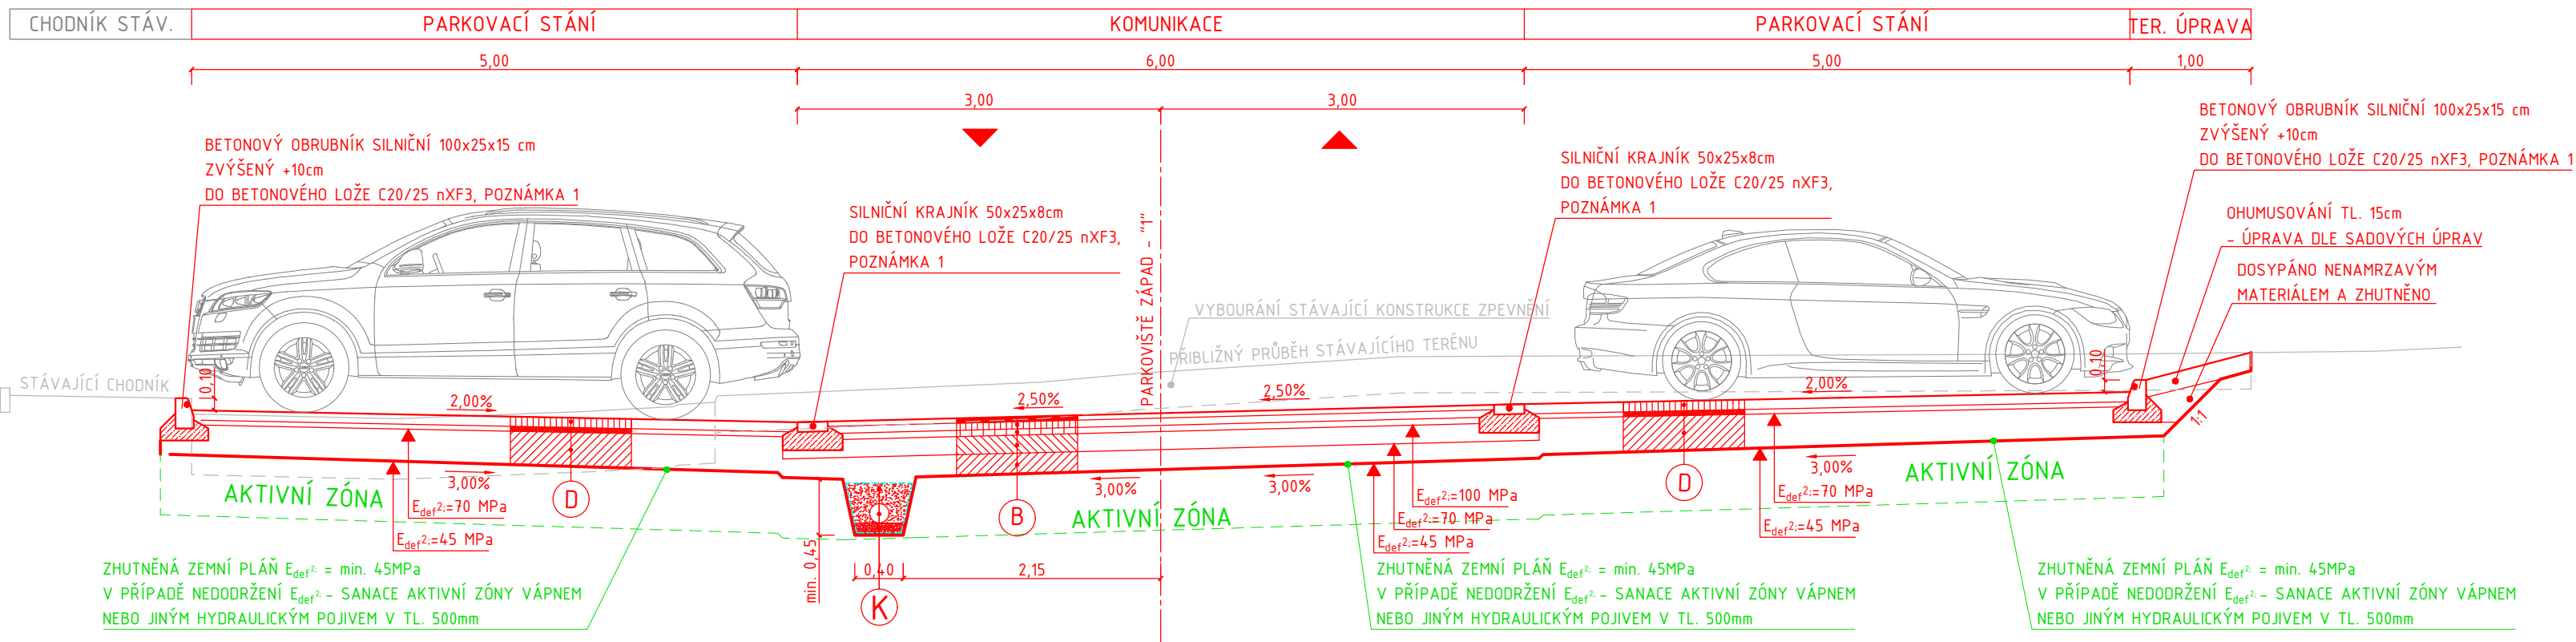 CHODNÍK STÁV.
PARKOVACÍ STÁNÍ
KOMUNIKACE
PARKOVACÍ STÁNÍ
TER. ÚPRAVA
5,00
6,00
5,00
1,00
3,00
3,00
BETONOVÝ OBRUBNÍK SILNIČNÍ 100x25x15 cm
ZVÝŠENÝ +10cm
DO BETONOVÉHO LOŽE C20/25 nXF3, POZNÁMKA 1
SILNIČNÍ KRAJNÍK 50x25x8cm
DO BETONOVÉHO LOŽE C20/25 nXF3,
POZNÁMKA 1
PARKOVIŠTĚ ZÁPAD - "1"
SILNIČNÍ KRAJNÍK 50x25x8cm
DO BETONOVÉHO LOŽE C20/25 nXF3,
POZNÁMKA 1
BETONOVÝ OBRUBNÍK SILNIČNÍ 100x25x15 cm
ZVÝŠENÝ +10cm
DO BETONOVÉHO LOŽE C20/25 nXF3, POZNÁMKA 1
OHUMUSOVÁNÍ TL. 15cm
- ÚPRAVA DLE SADOVÝCH ÚPRAV
DOSYPÁNO NENAMRZAVÝM
MATERIÁLEM A ZHUTNĚNO
VYBOURÁNÍ STÁVAJÍCÍ KONSTRUKCE ZPEVNĚNÍ
PŘIBLIŽNÝ PRŮBĚH STÁVAJÍCÍHO TERÉNU
STÁVAJÍCÍ CHODNÍK
0,10
2,00%
2,50%
2,50%
2,00%
0,10
1:1
3,00%
3,00%
3,00%
3,00%
AKTIVNÍ ZÓNA
AKTIVNÍ ZÓNA
AKTIVNÍ ZÓNA
D
B
D
K
Edef2;=70 MPa
Edef2;=45 MPa
Edef2;=100 MPa
Edef2;=70 MPa
Edef2;=45 MPa
Edef2;=70 MPa
Edef2;=45 MPa
min. 0,45
0,40
2,15
ZHUTNĚNÁ ZEMNÍ PLÁŇ Edef2; = min. 45MPa
V PŘÍPADĚ NEDODRŽENÍ Edef2; - SANACE AKTIVNÍ ZÓNY VÁPNEM
NEBO JINÝM HYDRAULICKÝM POJIVEM V TL. 500mm
ZHUTNĚNÁ ZEMNÍ PLÁŇ Edef2; = min. 45MPa
V PŘÍPADĚ NEDODRŽENÍ Edef2; - SANACE AKTIVNÍ ZÓNY VÁPNEM
NEBO JINÝM HYDRAULICKÝM POJIVEM V TL. 500mm
ZHUTNĚNÁ ZEMNÍ PLÁŇ Edef2; = min. 45MPa
V PŘÍPADĚ NEDODRŽENÍ Edef2; - SANACE AKTIVNÍ ZÓNY VÁPNEM
NEBO JINÝM HYDRAULICKÝM POJIVEM V TL. 500mm